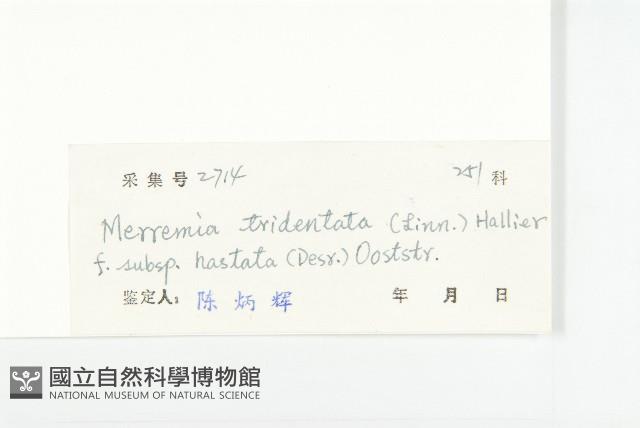 采集号 2714 251 科
Merremia tridentata (Linn.) Hallier
f. subsp. hastata (Desr.) Ooststr.
鉴定人: 陈炳辉 年 月 日
國立自然科學博物館
NATIONAL MUSEUM OF NATURAL SCIENCE